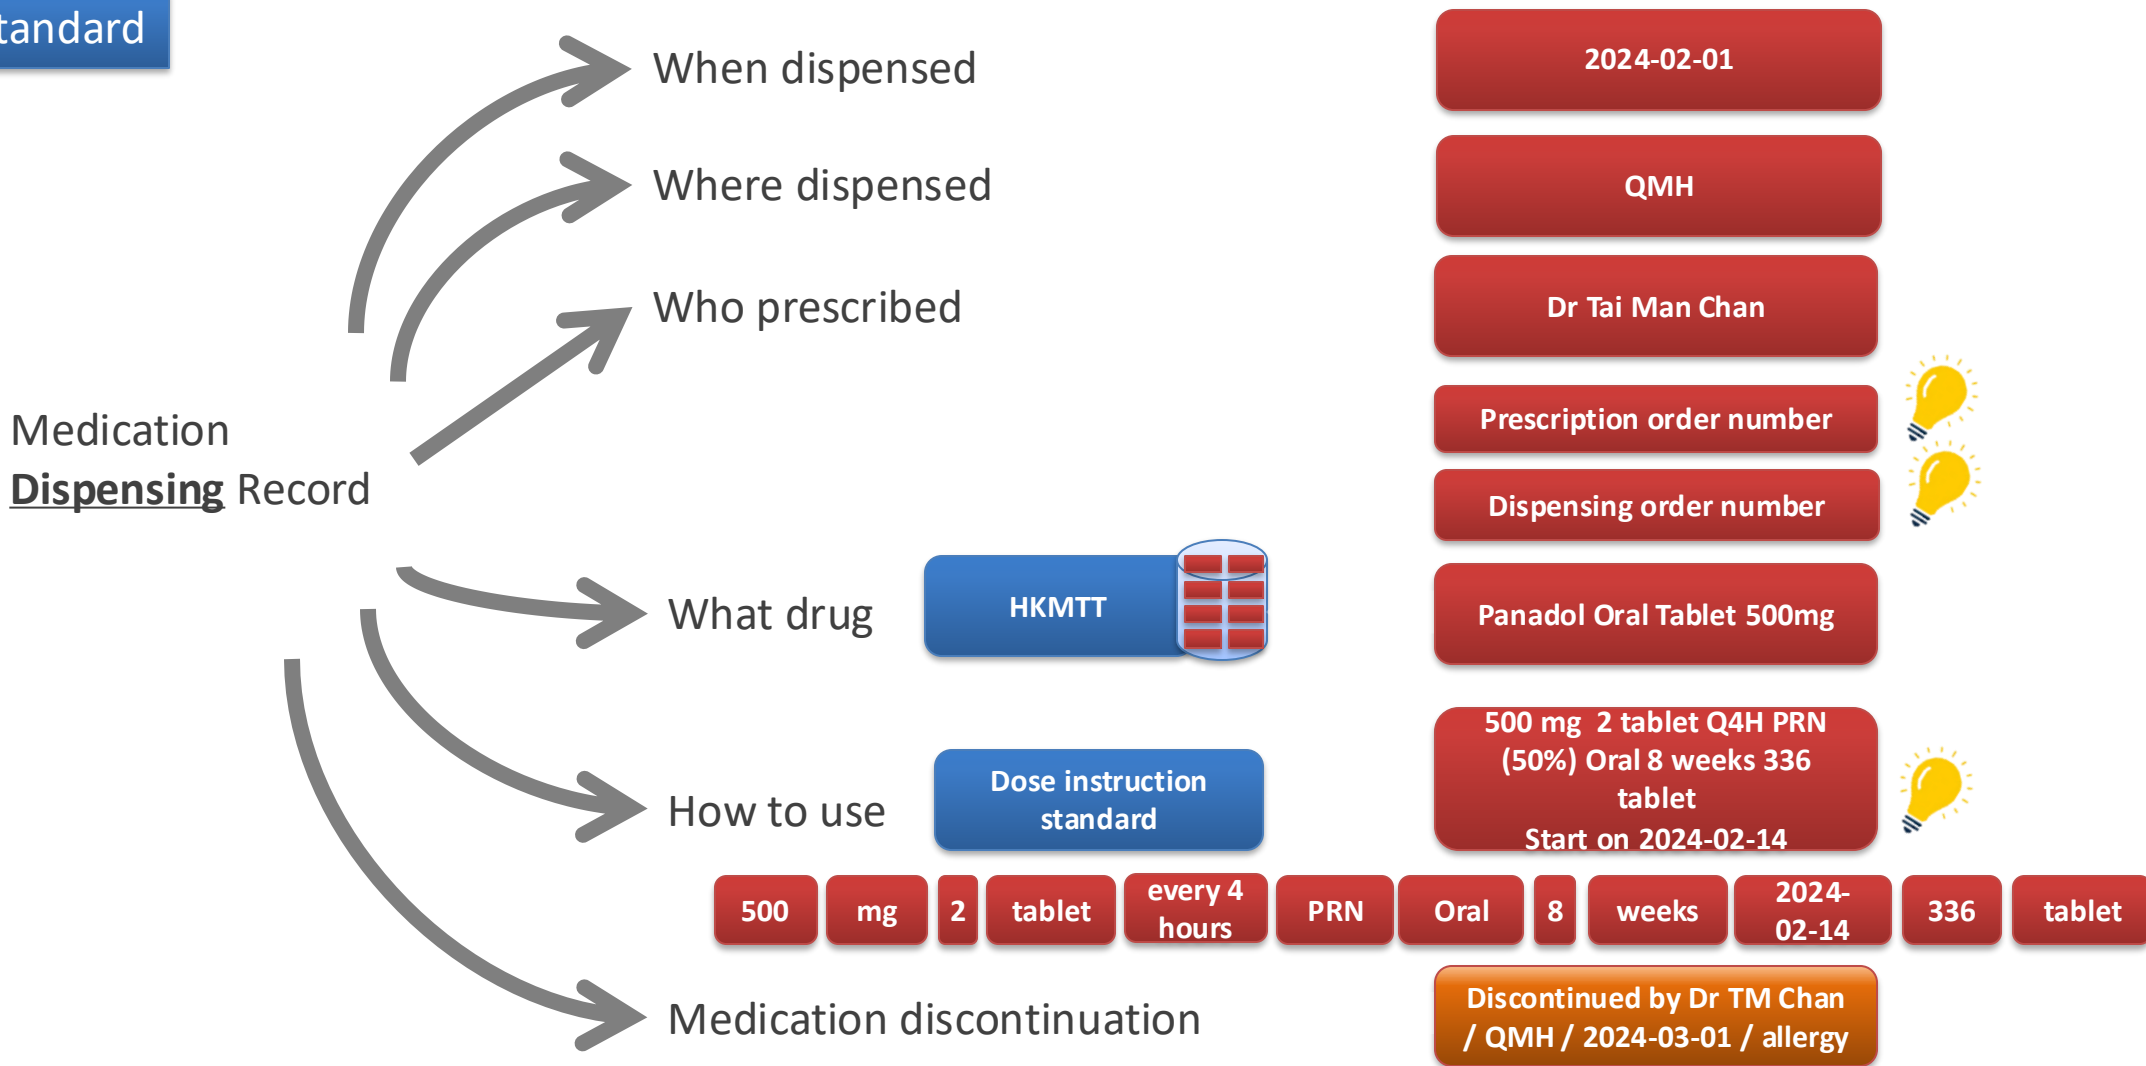 tandard
When dispensed
2024-02-01
Where dispensed
QMH
Who prescribed
Dr Tai Man Chan
Prescription order number
Medication
Dispensing Record
Dispensing order number
What drug
HKMTT
Panadol Oral Tablet 500mg
How to use
Dose instruction
standard
500 mg  2 tablet Q4H PRN
(50%) Oral 8 weeks 336
tablet
Start on 2024-02-14
500
mg
2
tablet
every 4
hours
PRN
Oral
8
weeks
2024-
02-14
336
tablet
Medication discontinuation
Discontinued by Dr TM Chan
/ QMH / 2024-03-01 / allergy